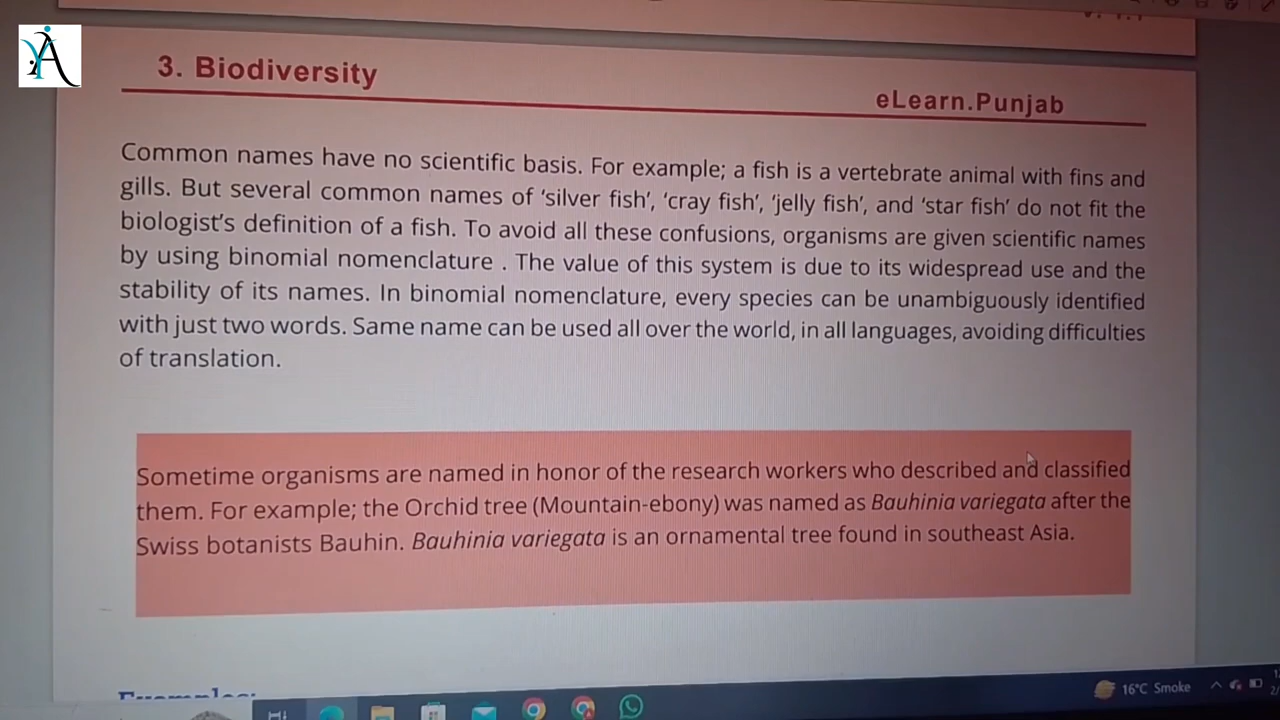 3. Biodiversity
eLearn.Punjab
Common names have no scientific basis. For example; a fish is a vertebrate animal with fins and
gills. But several common names of ‘silver fish’, ‘cray fish’, ‘jelly fish’, and ‘star fish’ do not fit the
biologist’s definition of a fish. To avoid all these confusions, organisms are given scientific names
by using binomial nomenclature . The value of this system is due to its widespread use and the
stability of its names. In binomial nomenclature, every species can be unambiguously identified
with just two words. Same name can be used all over the world, in all languages, avoiding difficulties
of translation.
Sometime organisms are named in honor of the research workers who described and classified
them. For example; the Orchid tree (Mountain-ebony) was named as Bauhinia variegata after the
Swiss botanists Bauhin. Bauhinia variegata is an ornamental tree found in southeast Asia.
16°C Smoke